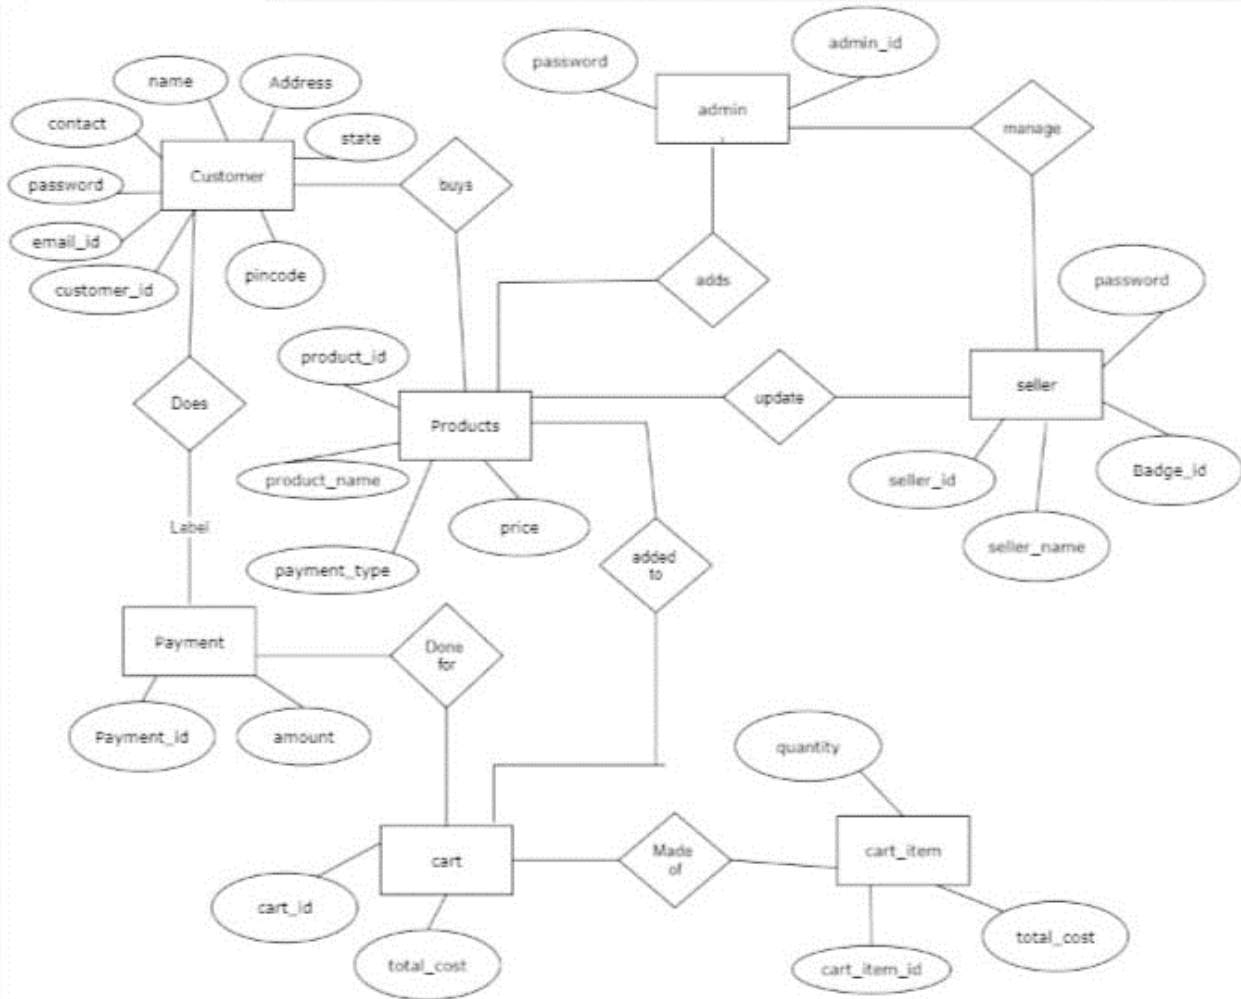 admin_id
password
name
Address
admin
contact
state
manage
Customer
password
buys
email_id
customer_id
pincode
adds
password
product_id
seller
Does
update
Products
product_name
seller_id
Badge_id
Label
price
seller_name
payment_type
added
to
Payment
Done
for
Payment_id
amount
quantity
cart
Made
of
cart_item
cart_id
total_cost
total_cost
cart_item_id